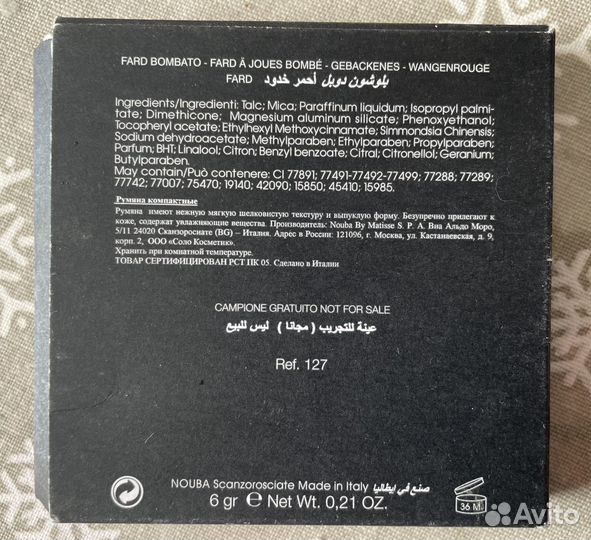 FARD BOMBATO - FARD À JOUES BOMBÉ - GEBACKENES - WANGENROUGE
FARD بلوشون دوبل أحمر خدود
Ingredients/Ingredienti: Talc; Mica; Paraffinum liquidum; Isopropyl palmi-
tate; Dimethicone; Magnesium aluminum silicate; Phenoxyethanol;
Tocopheryl acetate; Ethylhexyl Methoxycinnamate; Simmondsia Chinensis;
Sodium dehydroacetate; Methylparaben; Ethylparaben; Propylparaben;
Parfum; BHT; Linalool; Citron; Benzyl benzoate; Citral; Citronellol; Geranium;
Butylparaben.
May contain/Può contenere: CI 77891; 77491-77492-77499; 77288; 77289;
77742; 77007; 75470; 19140; 42090; 15850; 45410; 15985.
Румяна компактные
Румяна имеют нежную мягкую шелковистую текстуру и выпуклую форму. Безупречно прилегают к
коже, содержат увлажняющие вещества. Производитель: Nouba By Matisse S. P. A. Виа Альдо Моро,
5/11 24020 Сканзоросиате (BG) – Италия. Адрес в России: 121096, г. Москва, ул. Кастанаевская, д. 9,
корп. 2, ООО «Соло Косметик».
Хранить при комнатной температуре.
ТОВАР СЕРТИФИЦИРОВАН РСТ ПК 05. Сделано в Италии
CAMPIONE GRATUITO NOT FOR SALE
عينة للتجريب ( مجانا ) ليس للبيع
Ref. 127
NOUBA Scanzorosciate Made in Italy صنع في إيطاليا
6 gr ℮ Net Wt. 0,21 OZ.
36 M
Avito